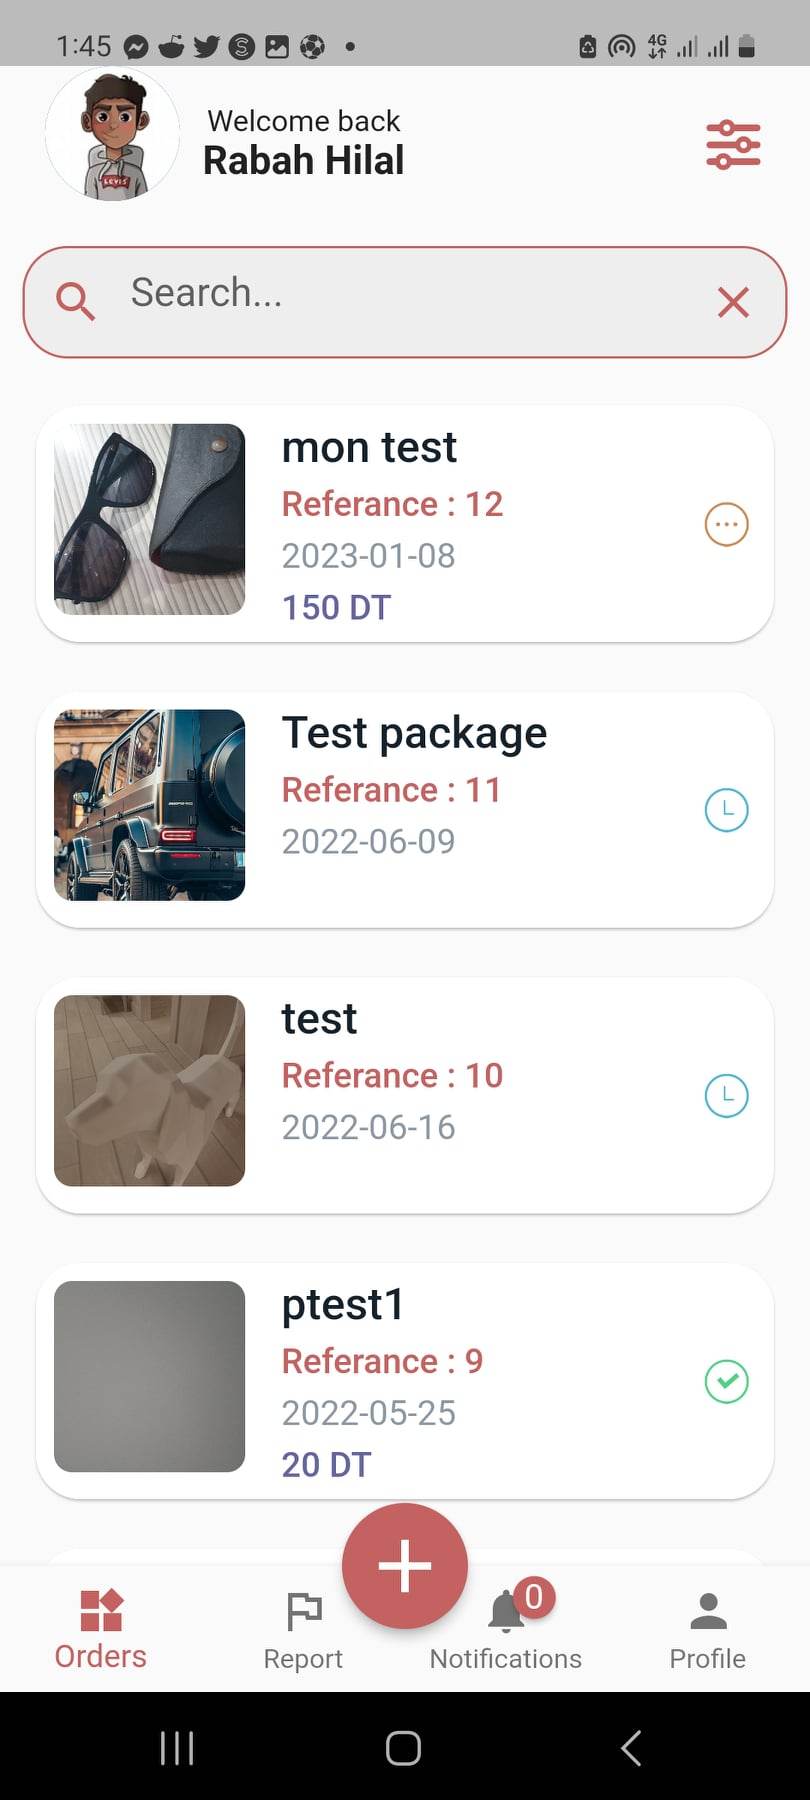 1:45
4G
Welcome back
Rabah Hilal
LEVIS
Search...
mon test
Referance : 12
2023-01-08
150 DT
Test package
Referance : 11
2022-06-09
test
Referance : 10
2022-06-16
ptest1
Referance : 9
2022-05-25
20 DT
0
Orders
Report
Notifications
Profile